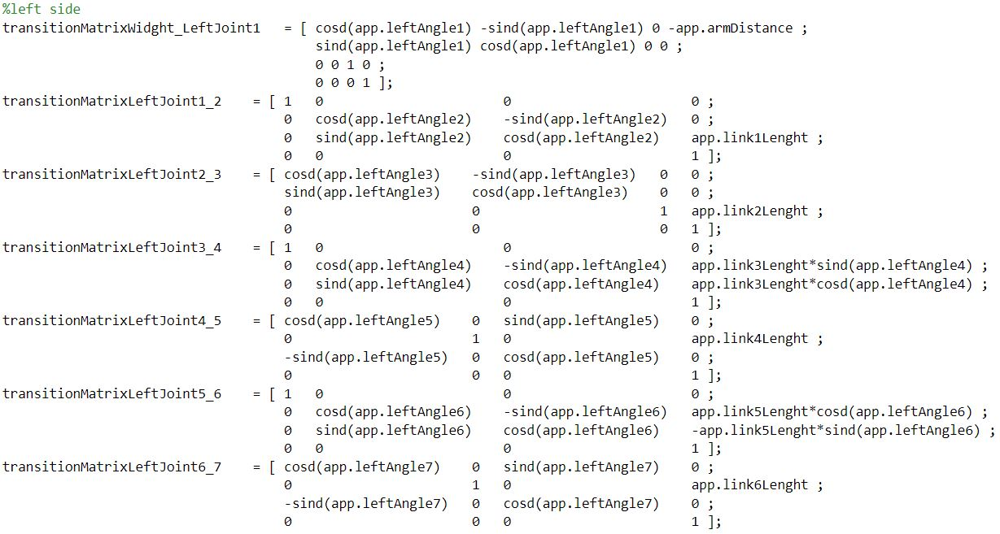 %left side
transitionMatrixWidght_LeftJoint1 = [ cosd(app.leftAngle1) -sind(app.leftAngle1) 0 -app.armDistance ;
sind(app.leftAngle1) cosd(app.leftAngle1) 0 0 ;
0 0 1 0 ;
0 0 0 1 ];
transitionMatrixLeftJoint1_2 = [ 1 0 0 0 ;
0 cosd(app.leftAngle2) -sind(app.leftAngle2) 0 ;
0 sind(app.leftAngle2) cosd(app.leftAngle2) app.link1Lenght ;
0 0 0 1 ];
transitionMatrixLeftJoint2_3 = [ cosd(app.leftAngle3) -sind(app.leftAngle3) 0 0 ;
sind(app.leftAngle3) cosd(app.leftAngle3) 0 0 ;
0 0 1 app.link2Lenght ;
0 0 0 1 ];
transitionMatrixLeftJoint3_4 = [ 1 0 0 0 ;
0 cosd(app.leftAngle4) -sind(app.leftAngle4) app.link3Lenght*sind(app.leftAngle4) ;
0 sind(app.leftAngle4) cosd(app.leftAngle4) app.link3Lenght*cosd(app.leftAngle4) ;
0 0 0 1 ];
transitionMatrixLeftJoint4_5 = [ cosd(app.leftAngle5) 0 sind(app.leftAngle5) 0 ;
0 1 0 app.link4Lenght ;
-sind(app.leftAngle5) 0 cosd(app.leftAngle5) 0 ;
0 0 0 1 ];
transitionMatrixLeftJoint5_6 = [ 1 0 0 0 ;
0 cosd(app.leftAngle6) -sind(app.leftAngle6) app.link5Lenght*cosd(app.leftAngle6) ;
0 sind(app.leftAngle6) cosd(app.leftAngle6) -app.link5Lenght*sind(app.leftAngle6) ;
0 0 0 1 ];
transitionMatrixLeftJoint6_7 = [ cosd(app.leftAngle7) 0 sind(app.leftAngle7) 0 ;
0 1 0 app.link6Lenght ;
-sind(app.leftAngle7) 0 cosd(app.leftAngle7) 0 ;
0 0 0 1 ];